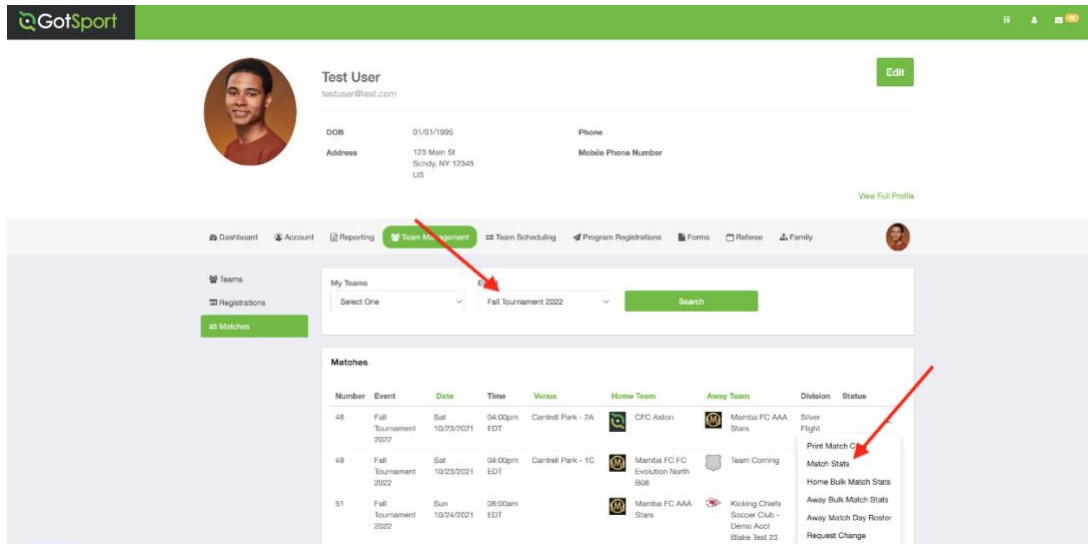 GotSport
Test User
testuser@test.com
Edit
DOB 01/01/1995 Phone
Address 123 Main St Mobile Phone Number
Scndy, NY 12345
US
View Full Profile
Dashboard Account Reporting Team Management Team Scheduling Program Registrations Forms Referee Family
Teams
Registrations
Matches
My Teams
Select One Fall Tournament 2022 Search
Matches
Number Event Date Time Venue Home Team Away Team Division Status
48 Fall Sat 04:00pm Cantrell Park - 2A CFC Aston Mamba FC AAA Silver
Tournament 10/23/2021 EDT Stars Flight
2022
Print Match
49 Fall Sat 04:00pm Cantrell Park - 1C Mamba FC FC Team Coming Match Stats
Tournament 10/23/2021 EDT Evolution North
2022 B08 Home Bulk Match Stats
51 Fall Sun 08:00am Mamba FC AAA Kicking Chiefs Away Bulk Match Stats
Tournament 10/24/2021 EDT Stars Soccer Club - Away Match Day Roster
2022 Demo Acct
Blake Test 23 Request Change